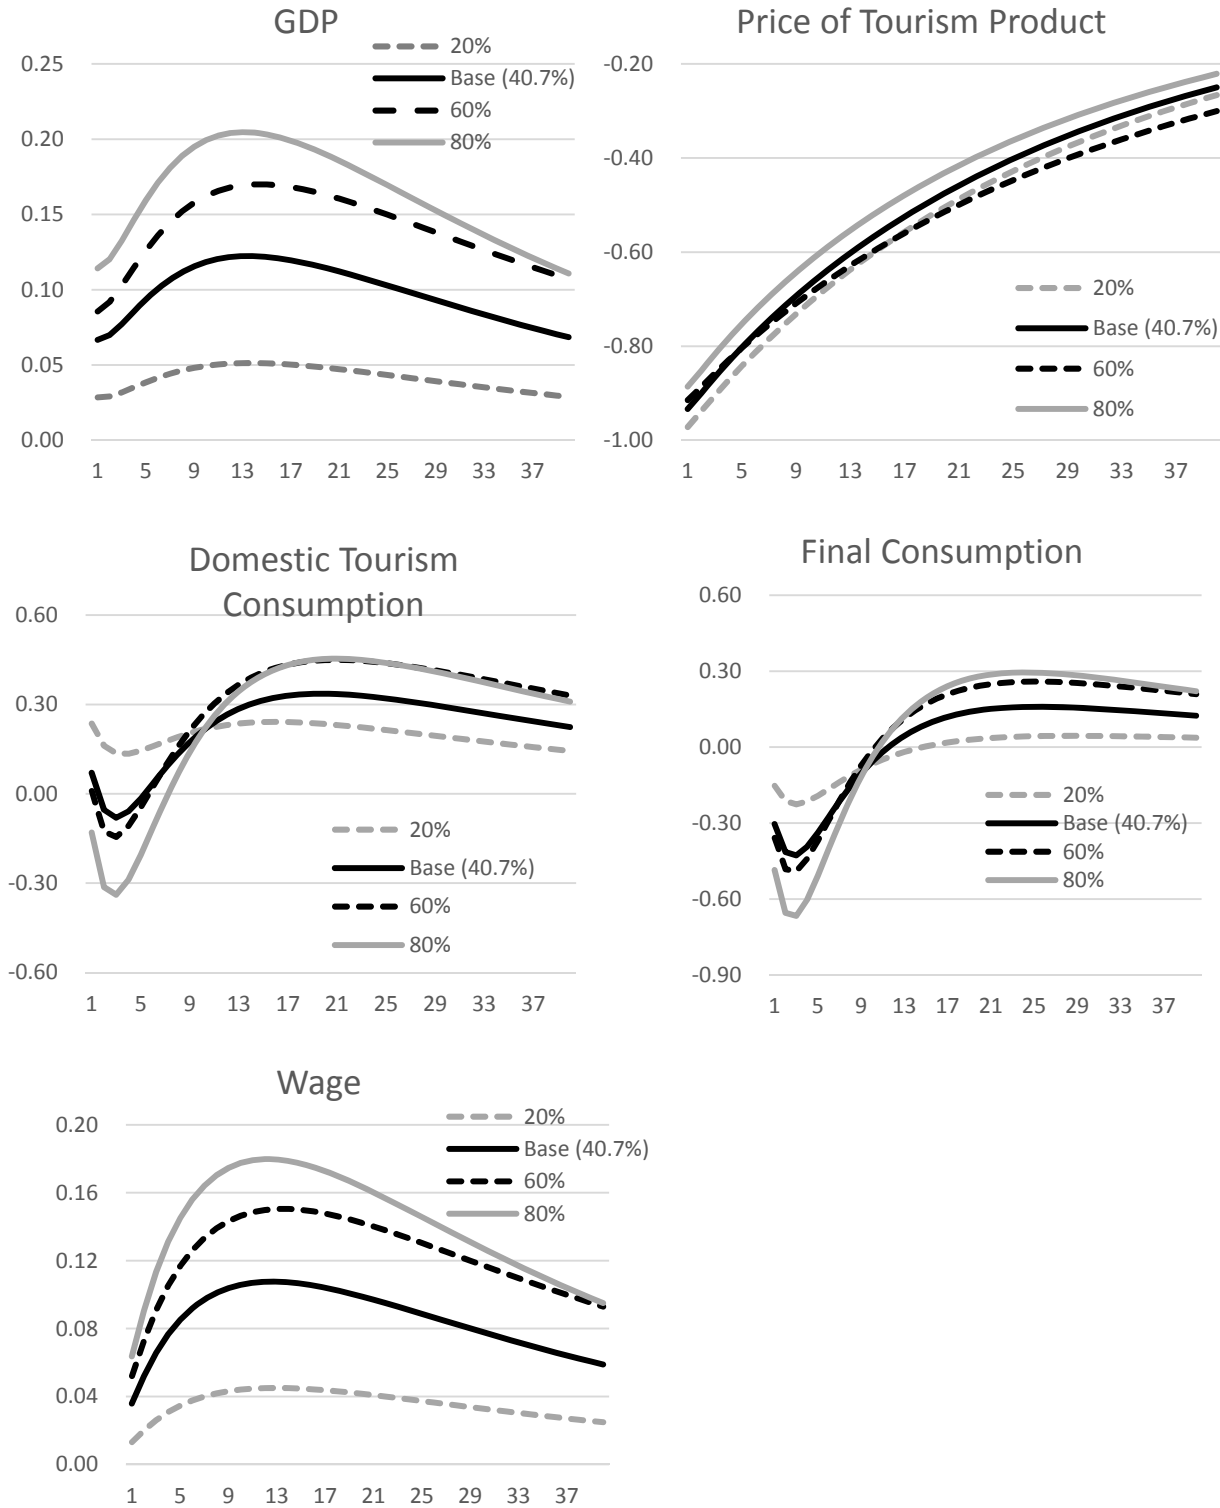 GDP
20%
Base (40.7%)
60%
80%
0.25
0.20
0.15
0.10
0.05
0.00
1 5 9 13 17 21 25 29 33 37
Price of Tourism Product
-0.20
-0.40
-0.60
-0.80
-1.00
20%
Base (40.7%)
60%
80%
1 5 9 13 17 21 25 29 33 37
Domestic Tourism
Consumption
0.60
0.30
0.00
-0.30
-0.60
20%
Base (40.7%)
60%
80%
1 5 9 13 17 21 25 29 33 37
Final Consumption
0.60
0.30
0.00
-0.30
-0.60
-0.90
20%
Base (40.7%)
60%
80%
1 5 9 13 17 21 25 29 33 37
Wage
20%
Base (40.7%)
60%
80%
0.20
0.16
0.12
0.08
0.04
0.00
1 5 9 13 17 21 25 29 33 37